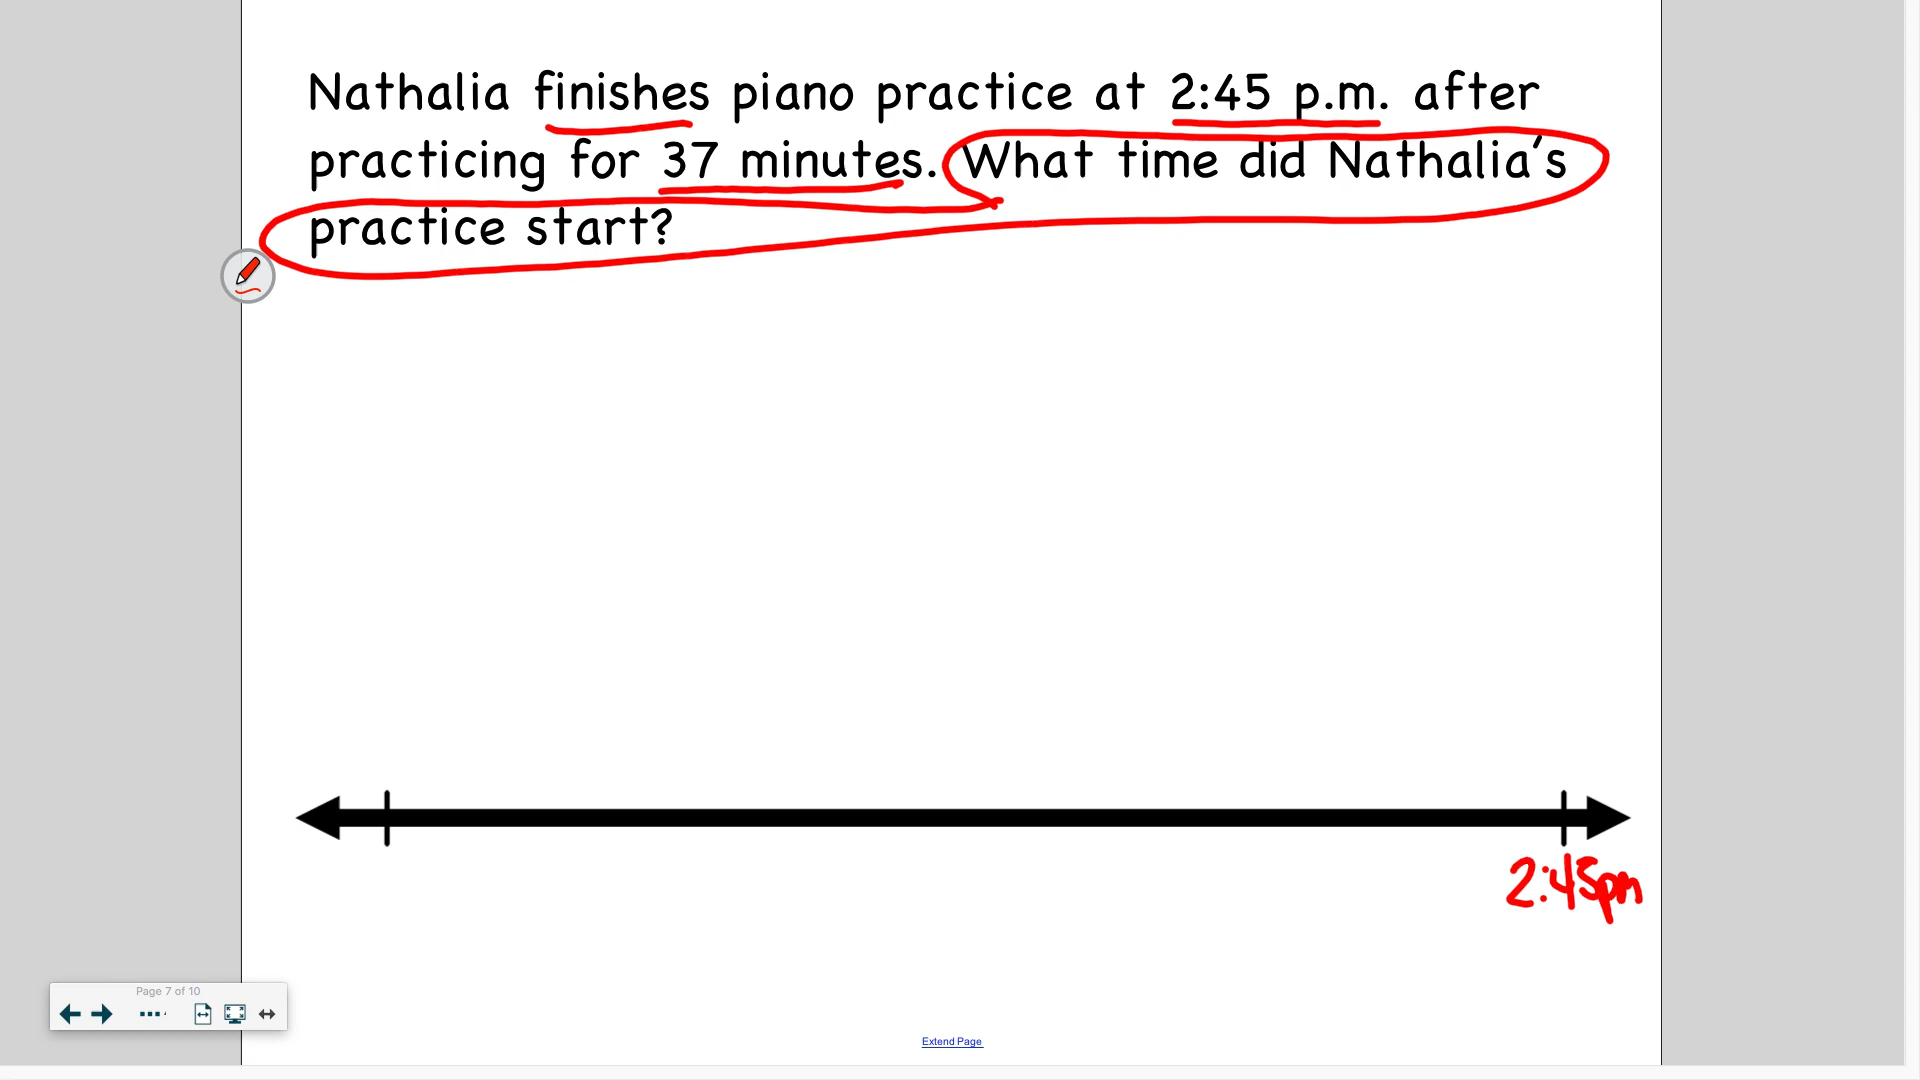 Nathalia finishes piano practice at 2:45 p.m. after
practicing for 37 minutes. What time did Nathalia's
practice start?
2:45pm
Page 7 of 10
Extend Page